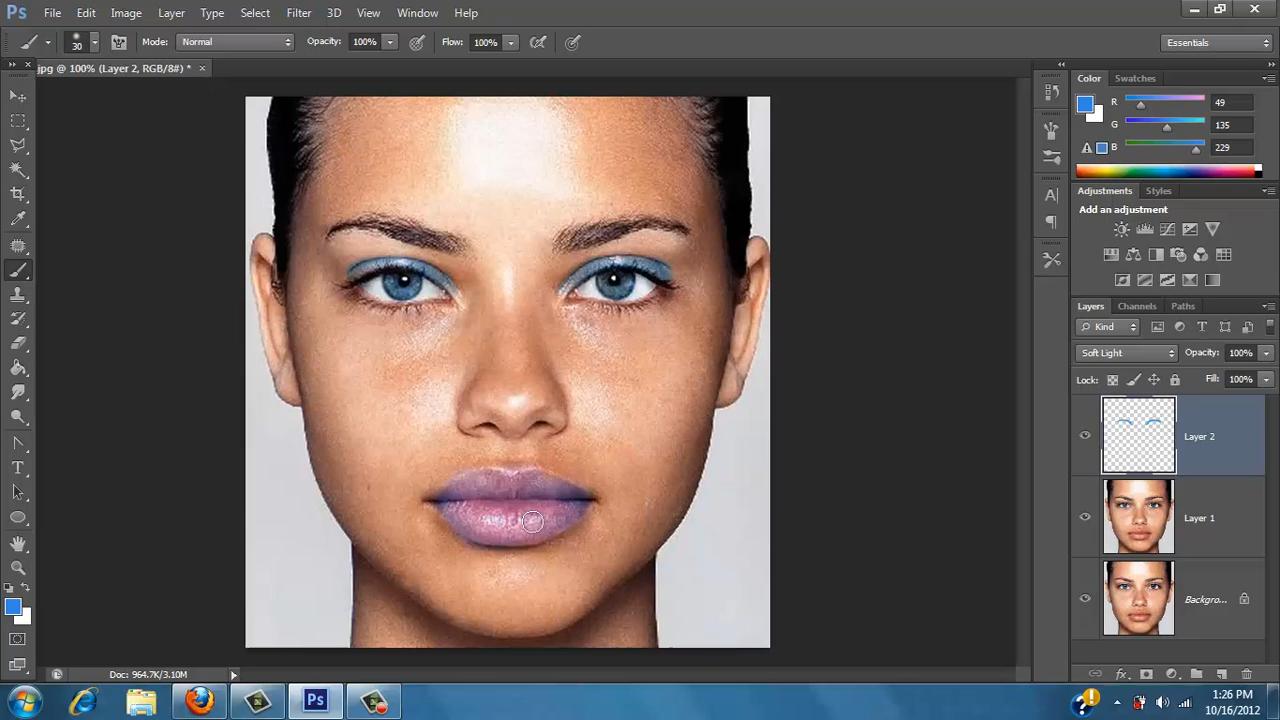 Ps File Edit Image Layer Type Select Filter 3D View Window Help
30 Mode: Normal Opacity: 100% Flow: 100% Essentials
jpg @ 100% (Layer 2, RGB/8#) * ×
Color Swatches
R 49
G 135
B 229
Adjustments Styles
Add an adjustment
Layers Channels Paths
Kind
Soft Light Opacity: 100%
Lock: Fill: 100%
Layer 2
Layer 1
Backgro...
Doc: 964.7K/3.10M
Ps
1:26 PM
10/16/2012